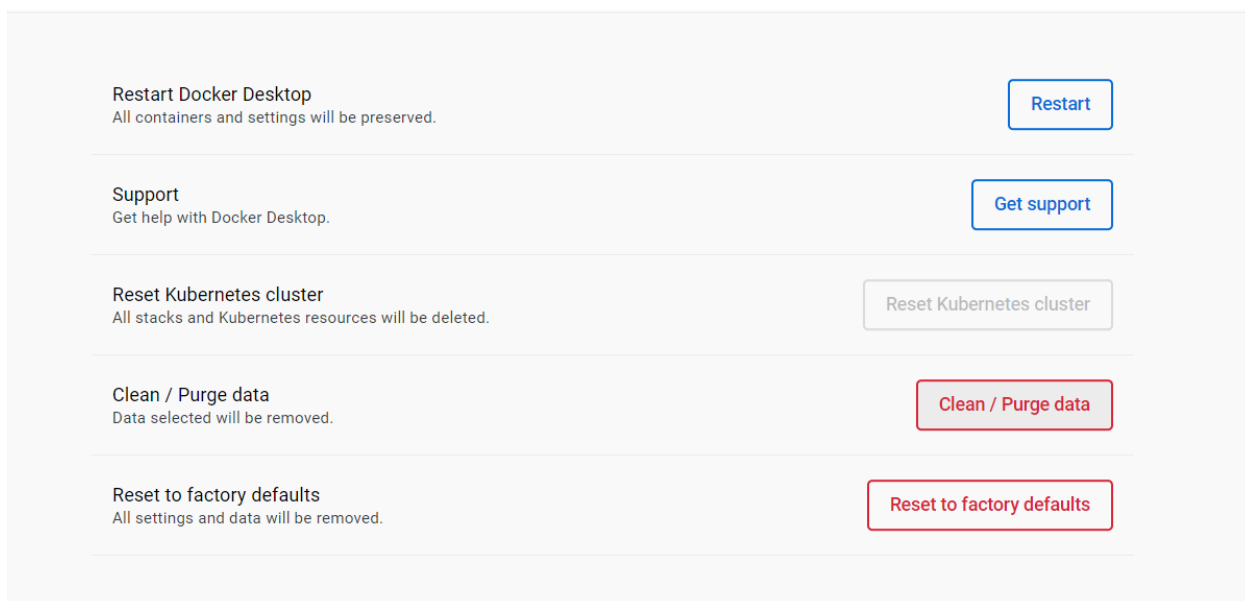 Restart Docker Desktop
All containers and settings will be preserved.
Restart
Support
Get help with Docker Desktop.
Get support
Reset Kubernetes cluster
All stacks and Kubernetes resources will be deleted.
Reset Kubernetes cluster
Clean / Purge data
Data selected will be removed.
Clean / Purge data
Reset to factory defaults
All settings and data will be removed.
Reset to factory defaults